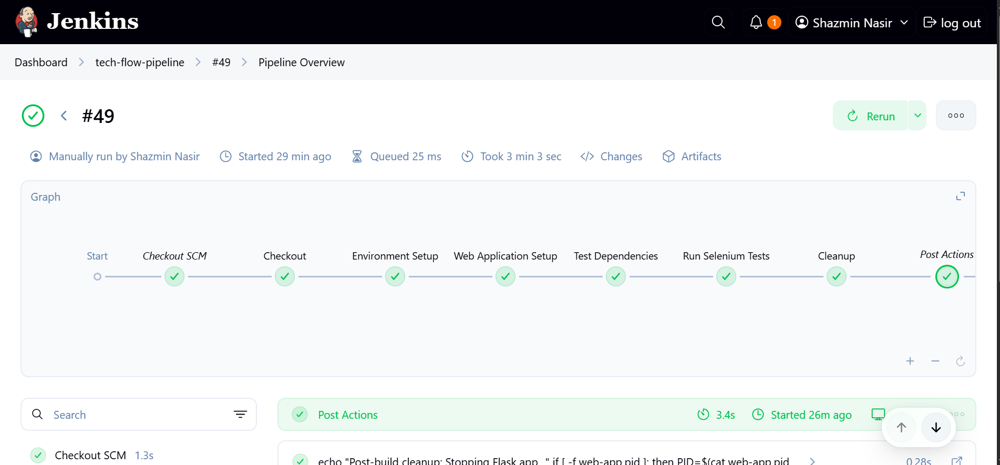 Jenkins
1
Shazmin Nasir
log out
Dashboard
tech-flow-pipeline
#49
Pipeline Overview
#49
Rerun
Manually run by Shazmin Nasir
Started 29 min ago
Queued 25 ms
Took 3 min 3 sec
Changes
Artifacts
Graph
Start
Checkout SCM
Checkout
Environment Setup
Web Application Setup
Test Dependencies
Run Selenium Tests
Cleanup
Post Actions
Search
Post Actions
3.4s
Started 26m ago
Checkout SCM 1.3s
echo "Post-build cleanup: Stopping Flask app..." if [ -f web-app.pid ]; then PID=$(cat web-app.pid
0.28s